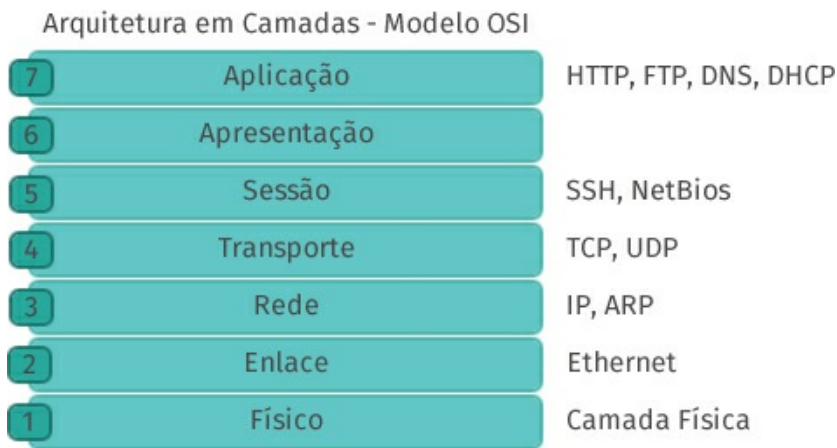 Arquitetura em Camadas - Modelo OSI
7 Aplicação HTTP, FTP, DNS, DHCP
6 Apresentação
5 Sessão SSH, NetBios
4 Transporte TCP, UDP
3 Rede IP, ARP
2 Enlace Ethernet
1 Físico Camada Física